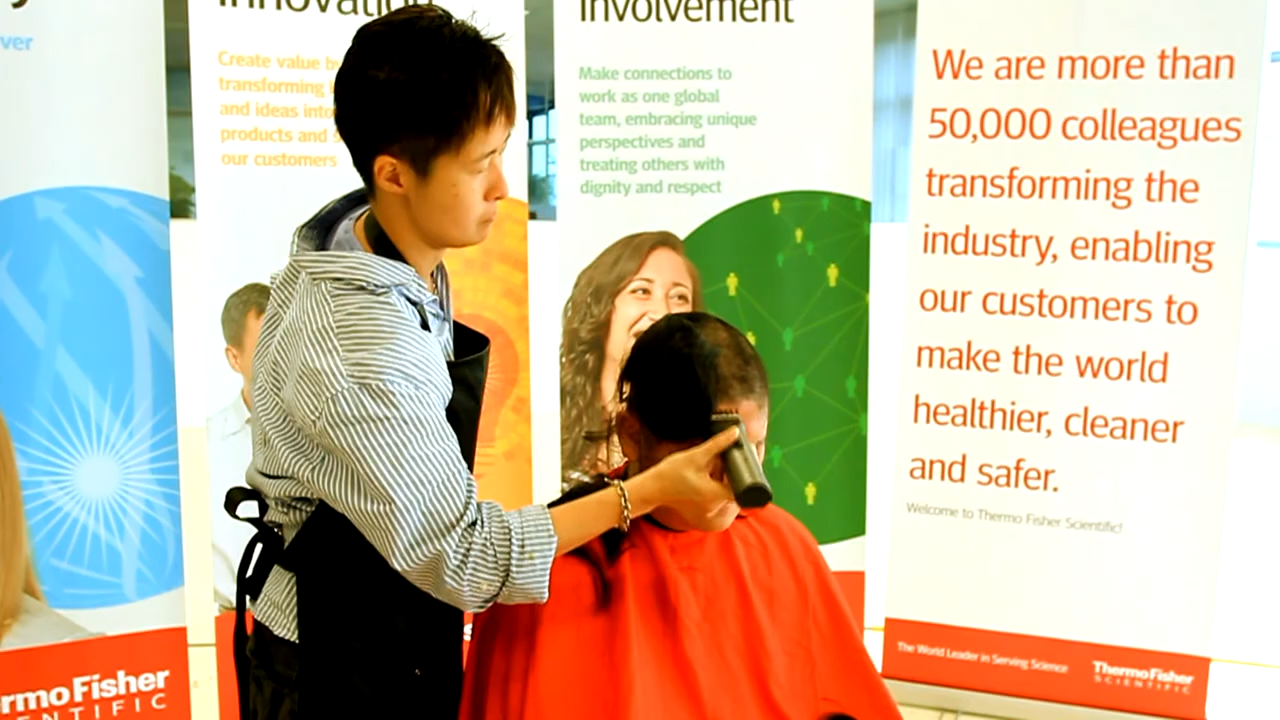 ver
rmo Fisher
ENTIFIC
Innovation
Create value by
transforming
and ideas into
products and
our customers
Involvement
Make connections to
work as one global
team, embracing unique
perspectives and
treating others with
dignity and respect
We are more than
50,000 colleagues
transforming the
industry, enabling
our customers to
make the world
healthier, cleaner
and safer.
Welcome to Thermo Fisher Scientific!
The World Leader in Serving Science
ThermoFisher
SCIENTIFIC